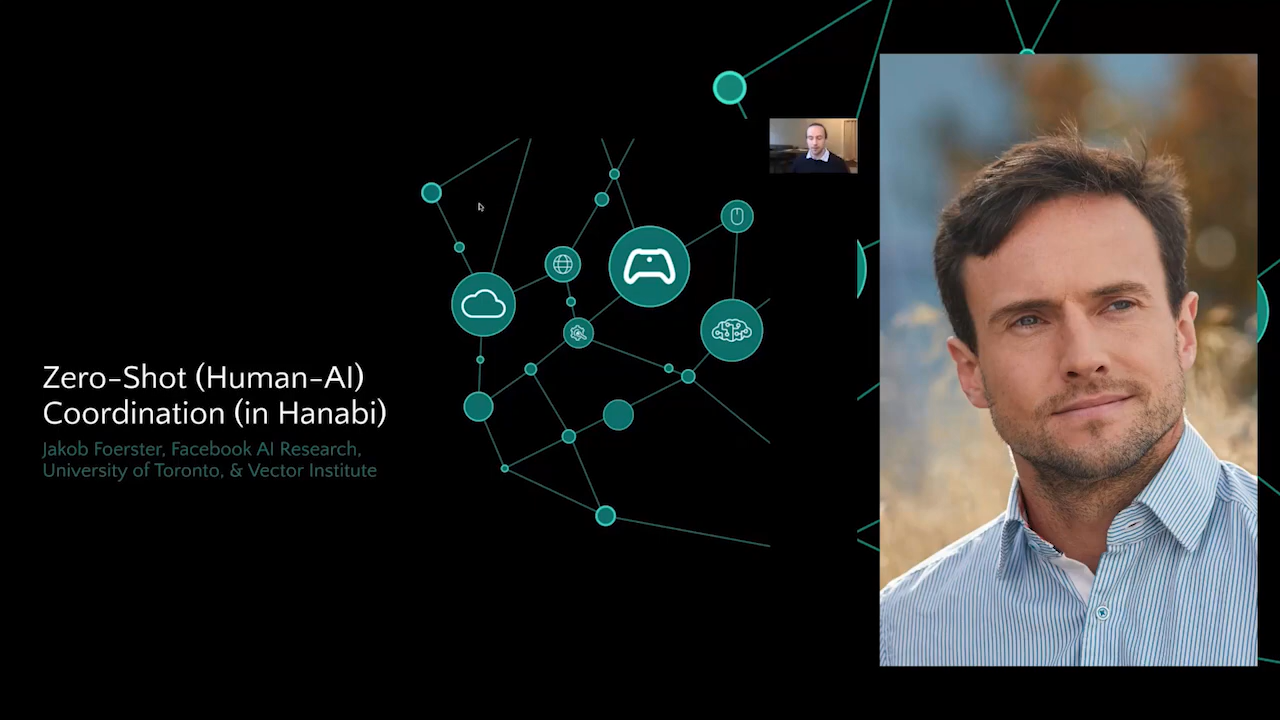 Zero-Shot (Human-AI)
Coordination (in Hanabi)
Jakob Foerster, Facebook AI Research,
University of Toronto, & Vector Institute